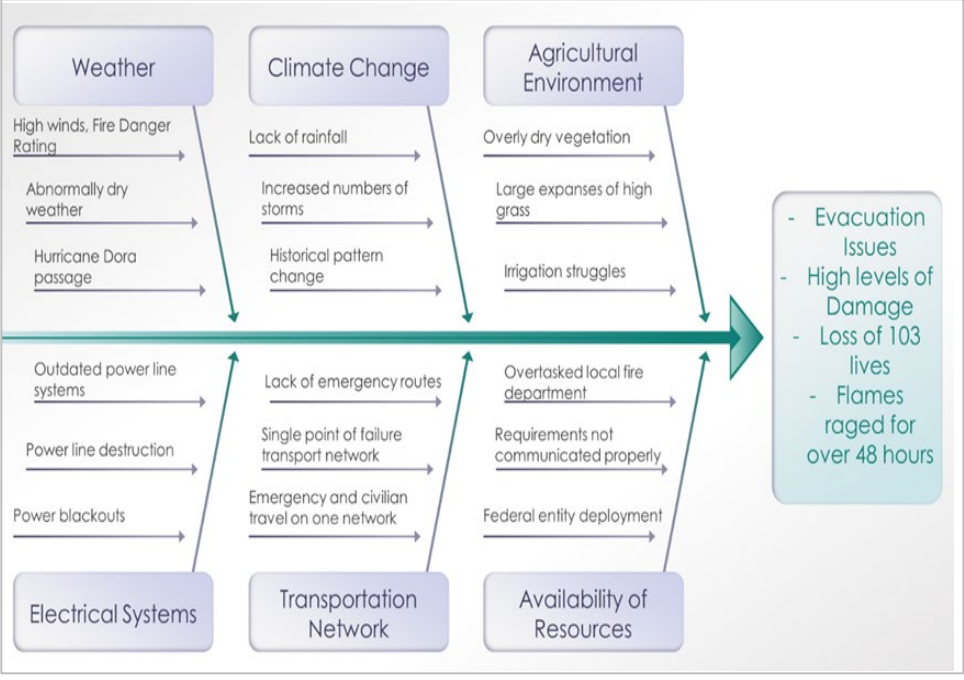 Weather
High winds, Fire Danger
Rating
Abnormally dry
weather
Hurricane Dora
passage
Climate Change
Lack of rainfall
Increased numbers of
storms
Historical pattern
change
Agricultural
Environment
Overly dry vegetation
Large expanses of high
grass
Irrigation struggles
Outdated power line
systems
Power line destruction
Power blackouts
Electrical Systems
Lack of emergency routes
Single point of failure
transport network
Emergency and civilian
travel on one network
Transportation
Network
Overtasked local fire
department
Requirements not
communicated properly
Federal entity deployment
Availability of
Resources
- Evacuation
Issues
- High levels of
Damage
- Loss of 103
lives
- Flames
raged for
over 48 hours